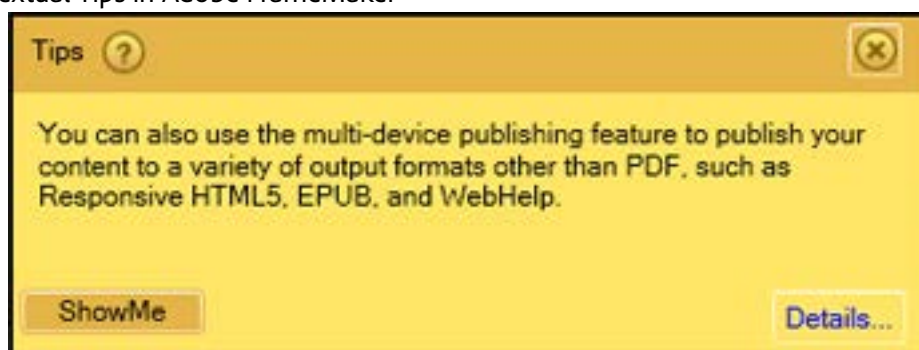 Tips ?
You can also use the multi-device publishing feature to publish your
content to a variety of output formats other than PDF, such as
Responsive HTML5, EPUB, and WebHelp.
ShowMe
Details...